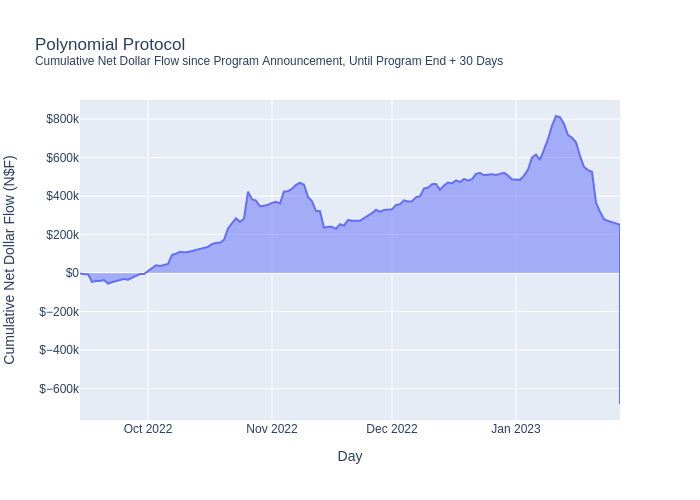 Polynomial Protocol
Cumulative Net Dollar Flow since Program Announcement, Until Program End + 30 Days
Cumulative Net Dollar Flow (N$F)
$800k
$600k
$400k
$200k
$0
$−200k
$−400k
$−600k
Oct 2022
Nov 2022
Dec 2022
Jan 2023
Day